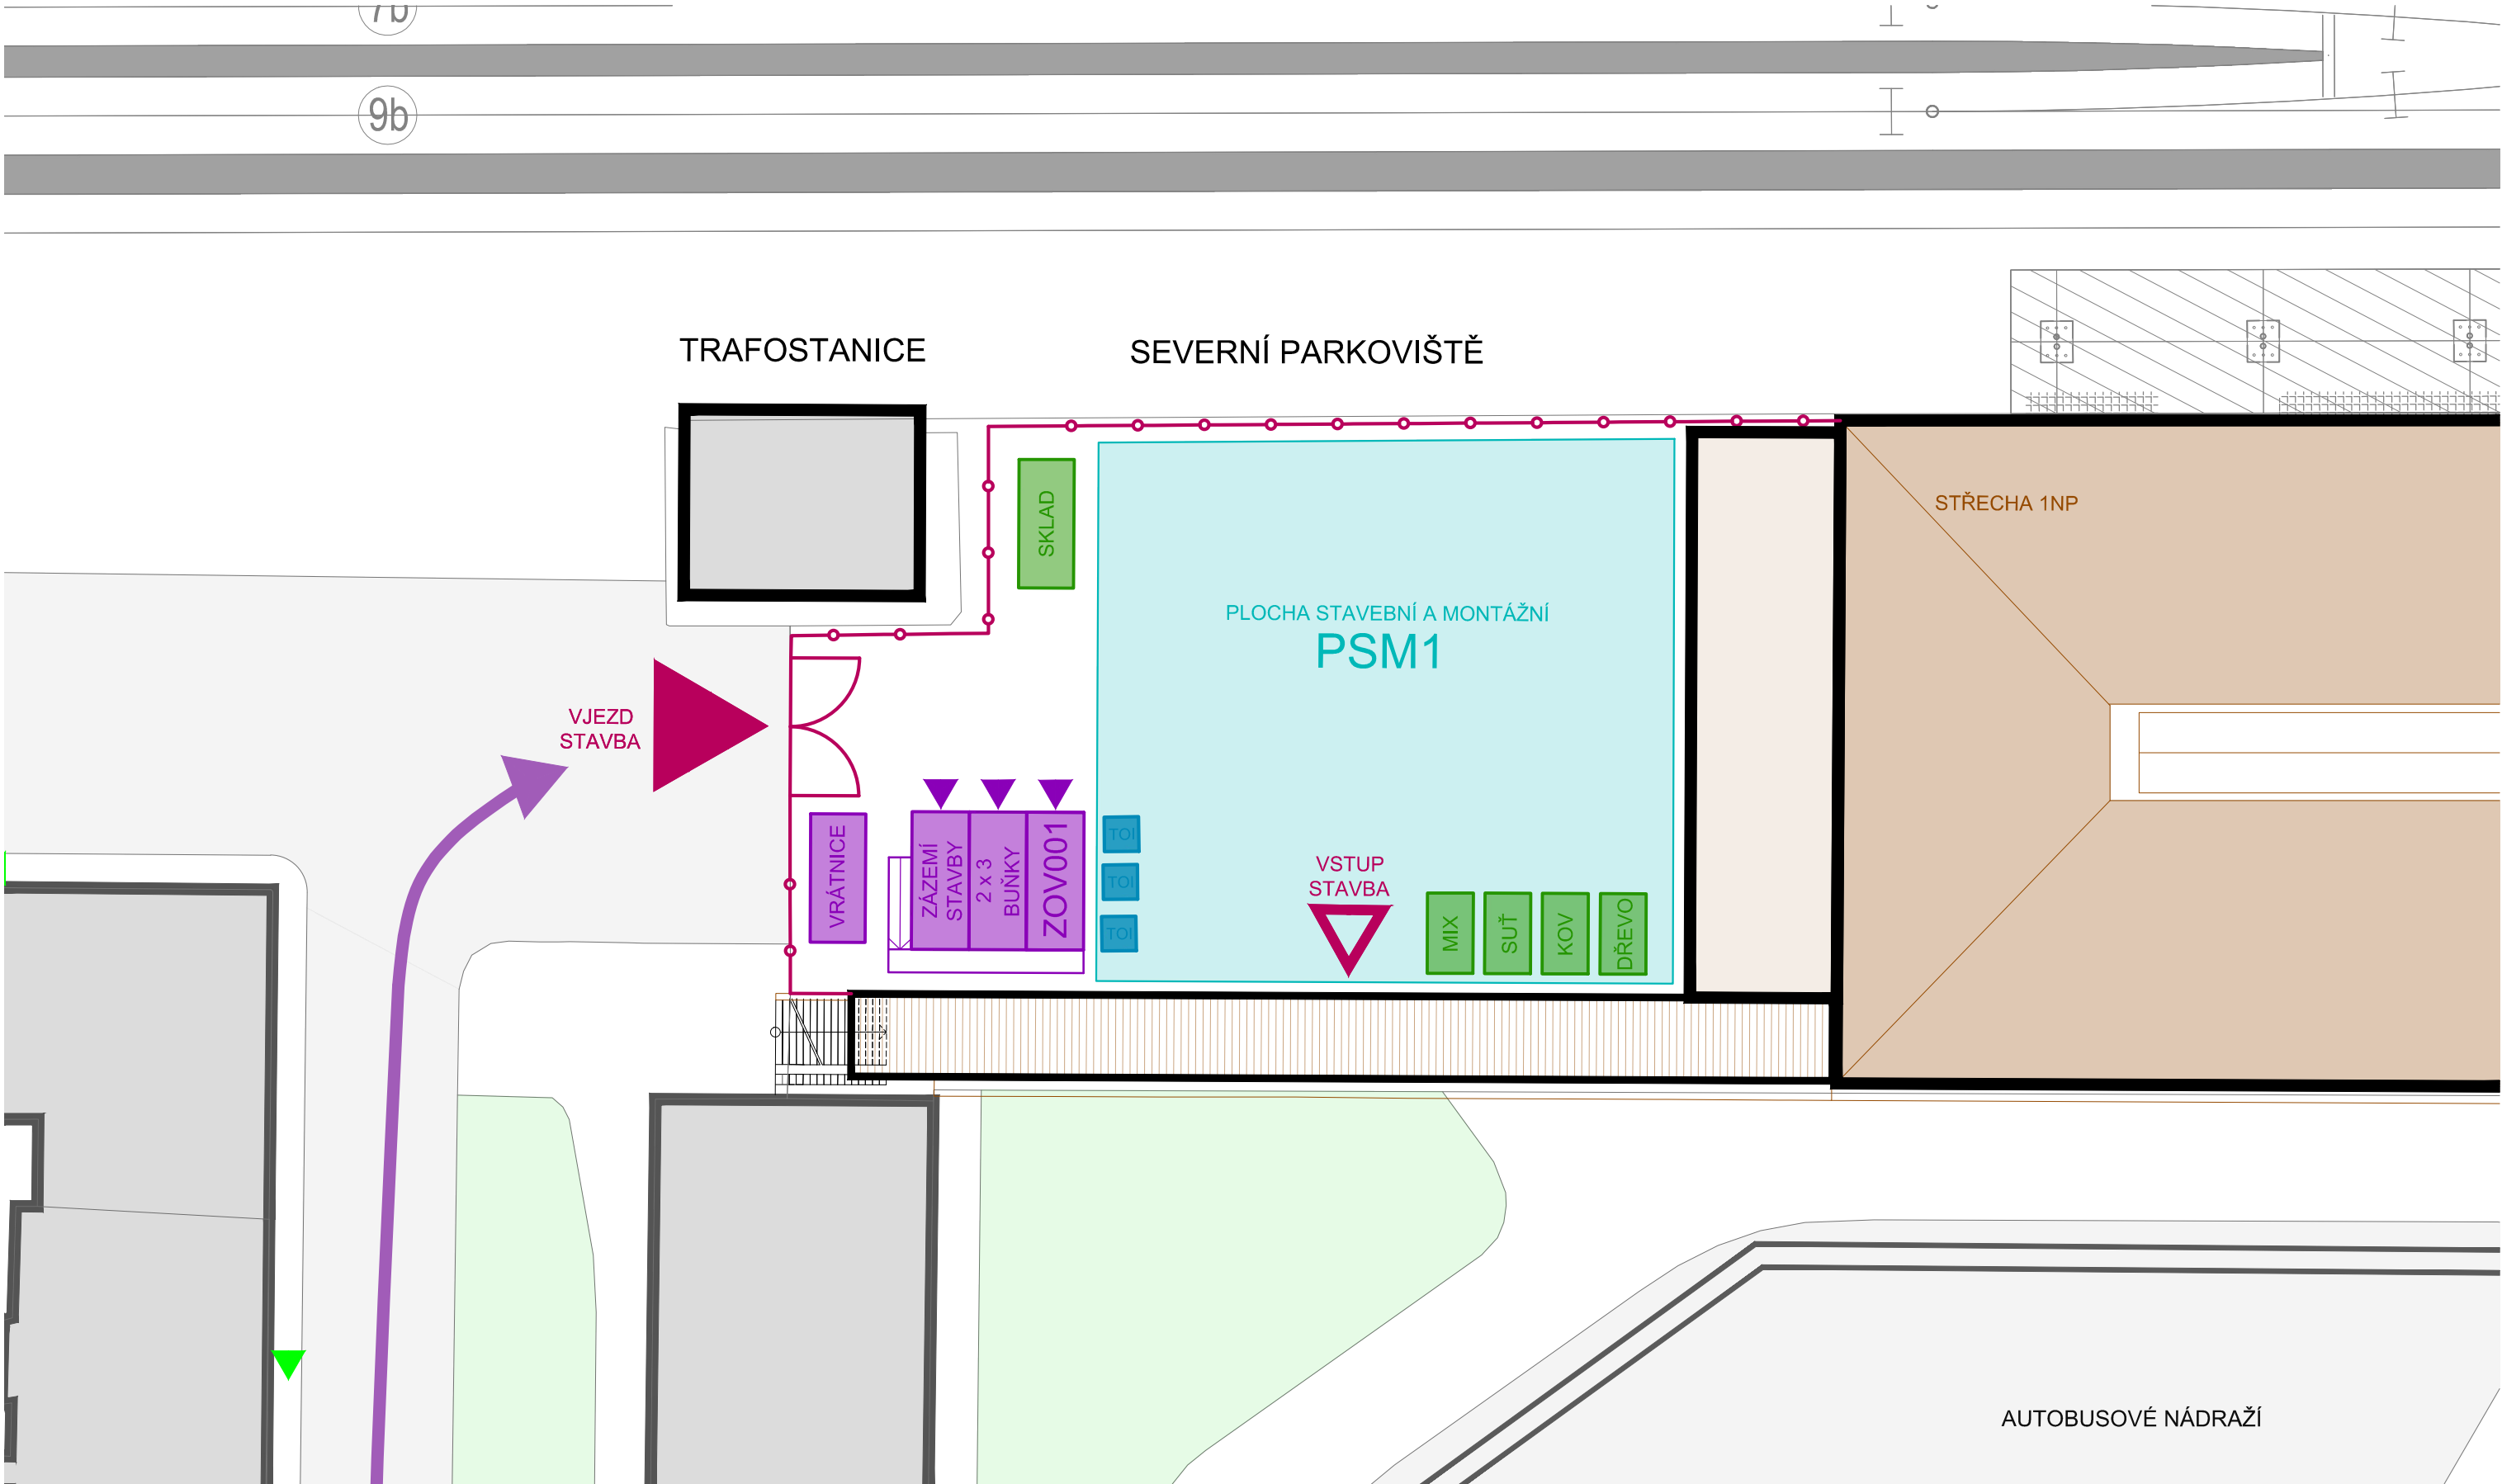 9b
TRAFOSTANICE
SEVERNÍ PARKOVIŠTĚ
SKLAD
STŘECHA 1NP
PLOCHA STAVEBNÍ A MONTÁŽNÍ
PSM1
VJEZD
STAVBA
VRÁTNICE
ZÁZEMÍ
STAVBY
2 x 3
BUŇKY
ZOV001
TOI
TOI
TOI
VSTUP
STAVBA
MIX
SUŤ
KOV
DŘEVO
AUTOBUSOVÉ NÁDRAŽÍ